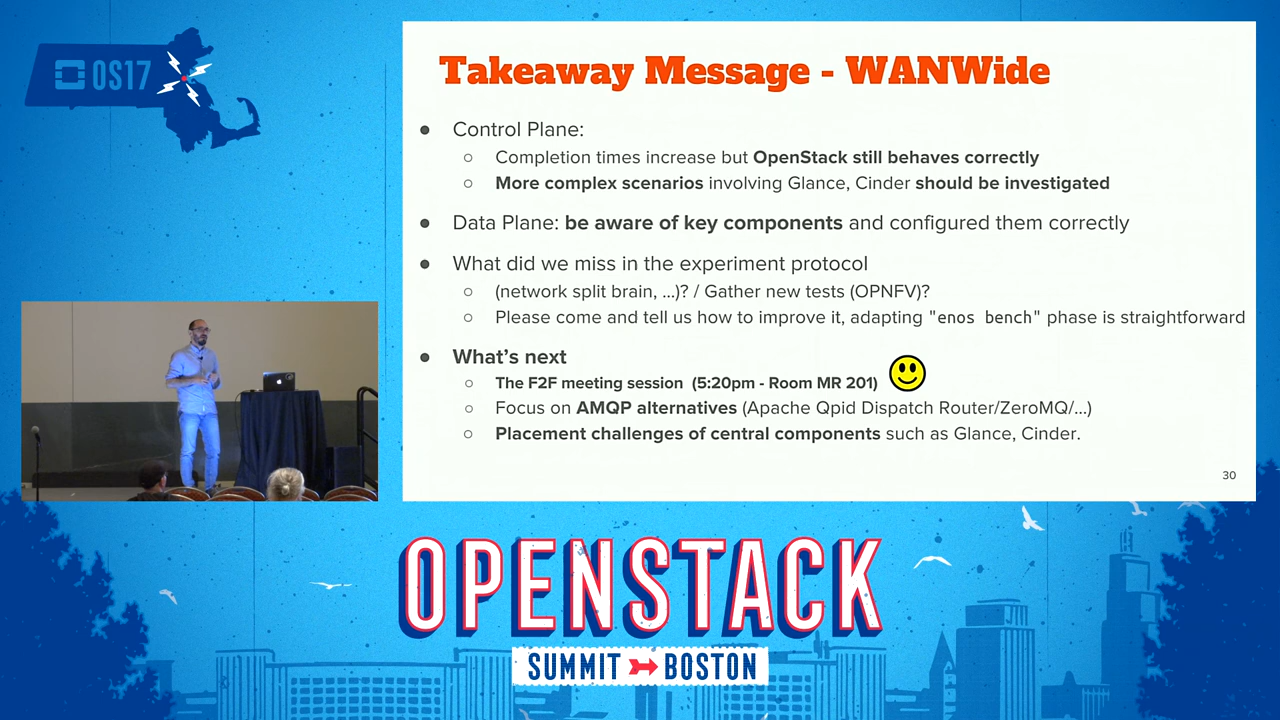 OS17
Takeaway Message - WANWide
● Control Plane:
○ Completion times increase but OpenStack still behaves correctly
○ More complex scenarios involving Glance, Cinder should be investigated
● Data Plane: be aware of key components and configured them correctly
● What did we miss in the experiment protocol
○ (network split brain, ...)? / Gather new tests (OPNFV)?
○ Please come and tell us how to improve it, adapting "enos bench" phase is straightforward
● What's next
○ The F2F meeting session (5:20pm - Room MR 201)
○ Focus on AMQP alternatives (Apache Qpid Dispatch Router/ZeroMQ/...)
○ Placement challenges of central components such as Glance, Cinder.
30
OPENSTACK
SUMMIT BOSTON